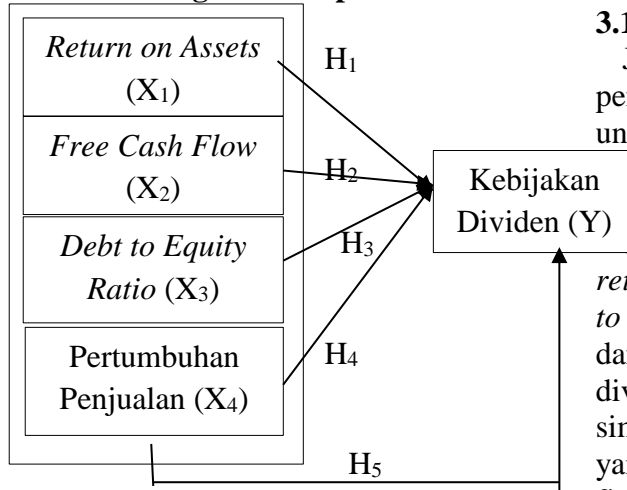 Return on Assets
(X₁)
Free Cash Flow
(X₂)
Debt to Equity
Ratio (X₃)
Pertumbuhan
Penjualan (X₄)
H₁
H₂
H₃
H₄
H₅
Kebijakan
Dividen (Y)
3.1
to